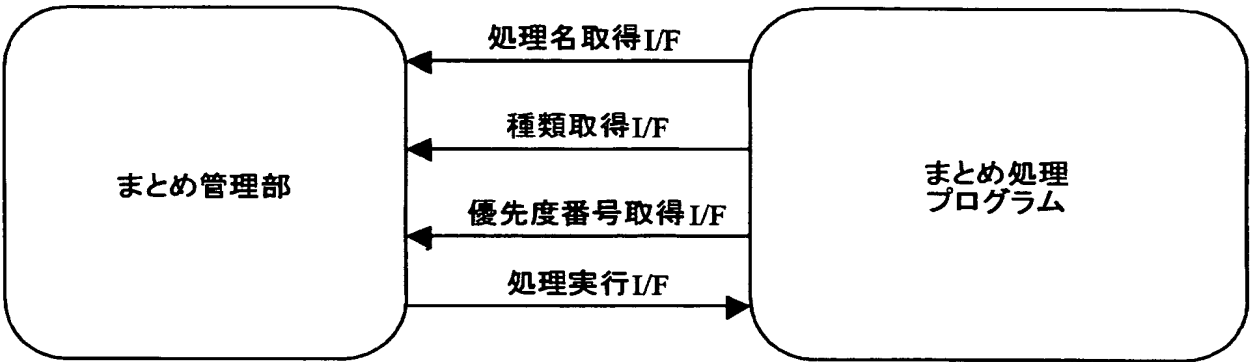 処理名取得I/F
種類取得I/F
まとめ管理部
まとめ処理
プログラム
優先度番号取得I/F
処理実行I/F